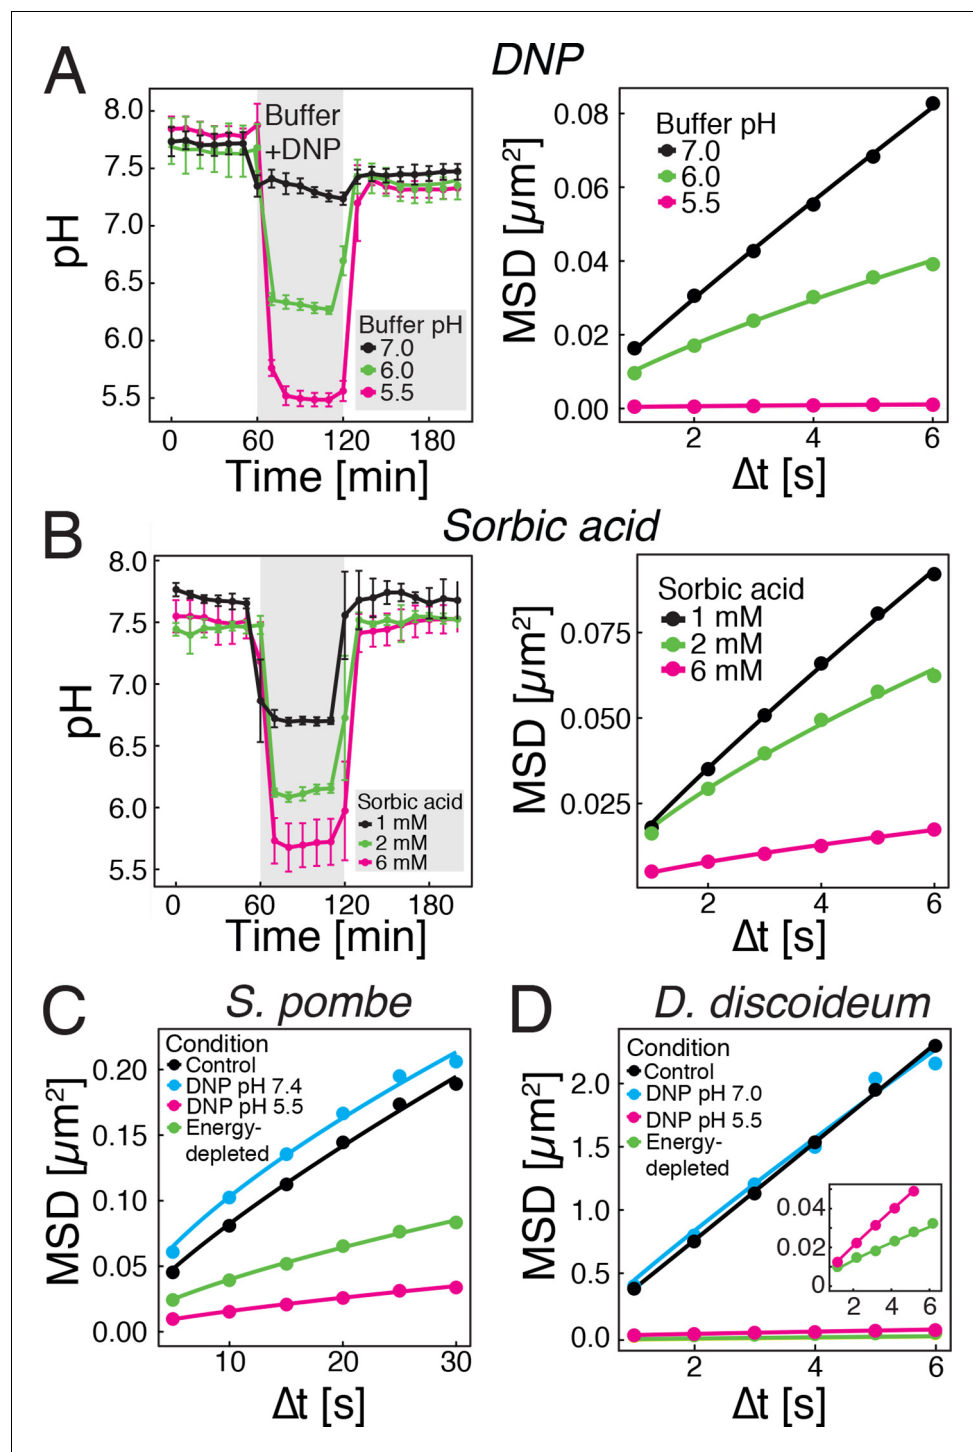 A
DNP
pH
8.0
7.5
7.0
6.5
6.0
5.5
Buffer
+DNP
Buffer pH
7.0
6.0
5.5
0 60 120 180
Time [min]
MSD [µm²]
0.08
0.06
0.04
0.02
0.00
Buffer pH
7.0
6.0
5.5
2 4 6
Δt [s]
B
Sorbic acid
pH
8.0
7.5
7.0
6.5
6.0
5.5
Sorbic acid
1 mM
2 mM
6 mM
0 60 120 180
Time [min]
MSD [µm²]
0.075
0.050
0.025
Sorbic acid
1 mM
2 mM
6 mM
2 4 6
Δt [s]
C
S. pombe
MSD [µm²]
0.20
0.15
0.10
0.05
0.00
Condition
Control
DNP pH 7.4
DNP pH 5.5
Energy-
depleted
10 20 30
Δt [s]
D
D. discoideum
MSD [µm²]
2.0
1.5
1.0
0.5
0.0
Condition
Control
DNP pH 7.0
DNP pH 5.5
Energy-
depleted
0.04
0.02
0
2 4 6
2 4 6
Δt [s]